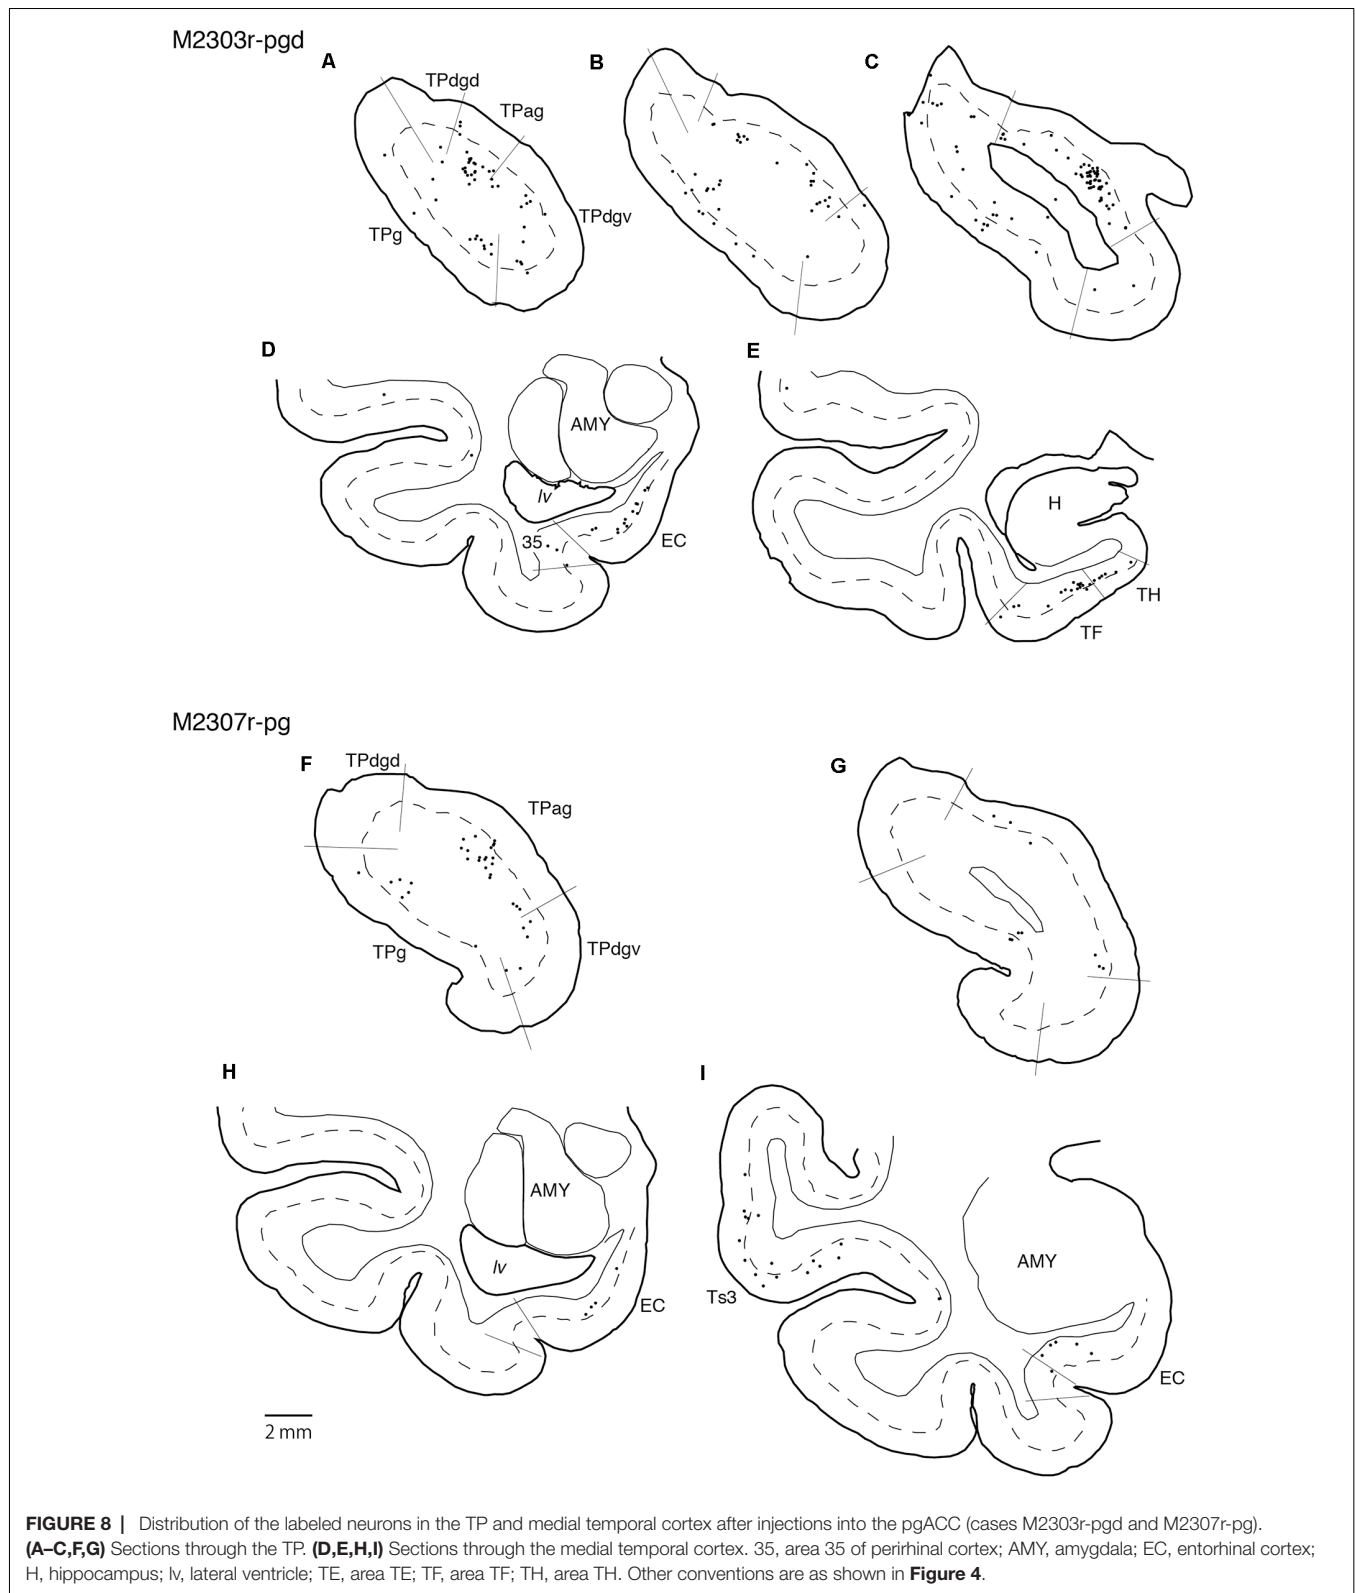 M2303r-pgd
A
B
C
TPdgd
TPag
TPdgv
TPg
D
E
AMY
lv
35
EC
H
TH
TF
M2307r-pg
F
G
TPdgd
TPag
TPg
TPdgv
H
I
AMY
lv
EC
AMY
Ts3
EC
2 mm
FIGURE 8 | Distribution of the labeled neurons in the TP and medial temporal cortex after injections into the pgACC (cases M2303r-pgd and M2307r-pg).
(A–C,F,G) Sections through the TP. (D,E,H,I) Sections through the medial temporal cortex. 35, area 35 of perirhinal cortex; AMY, amygdala; EC, entorhinal cortex;
H, hippocampus; lv, lateral ventricle; TE, area TE; TF, area TF; TH, area TH. Other conventions are as shown in Figure 4.